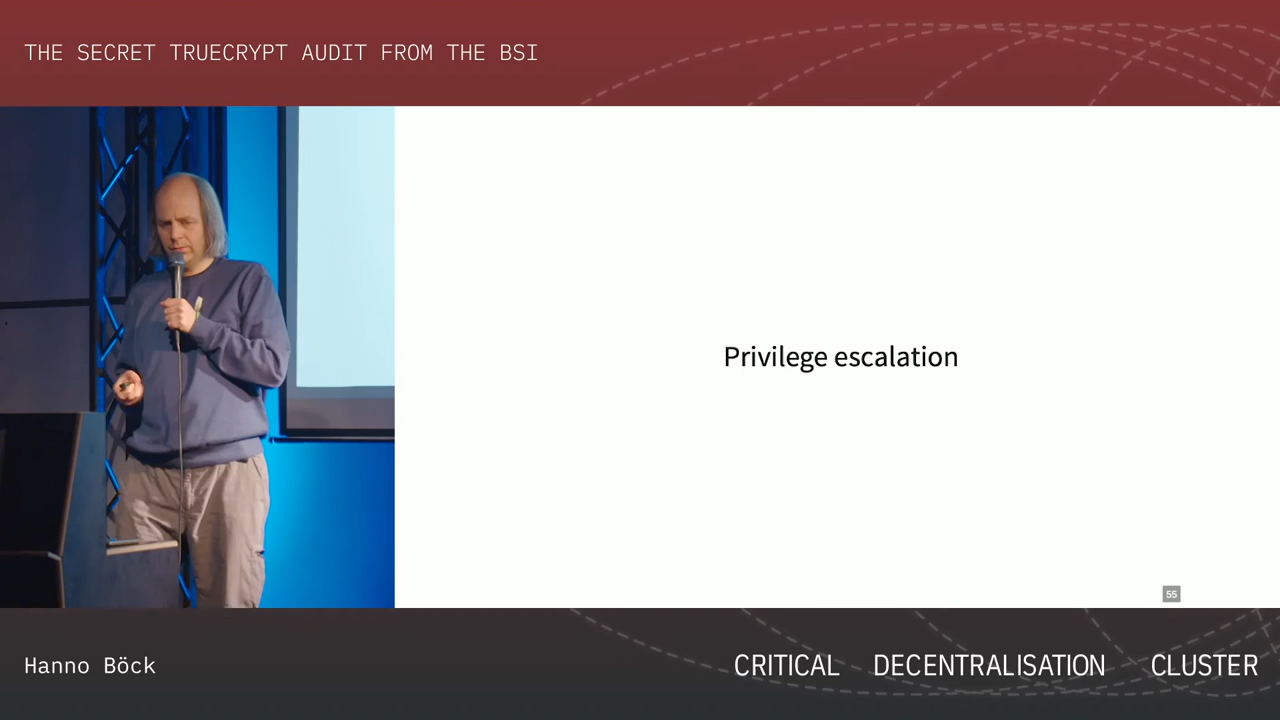 THE SECRET TRUECRYPT AUDIT FROM THE BSI
Privilege escalation
55
Hanno Böck
CRITICAL DECENTRALISATION CLUSTER